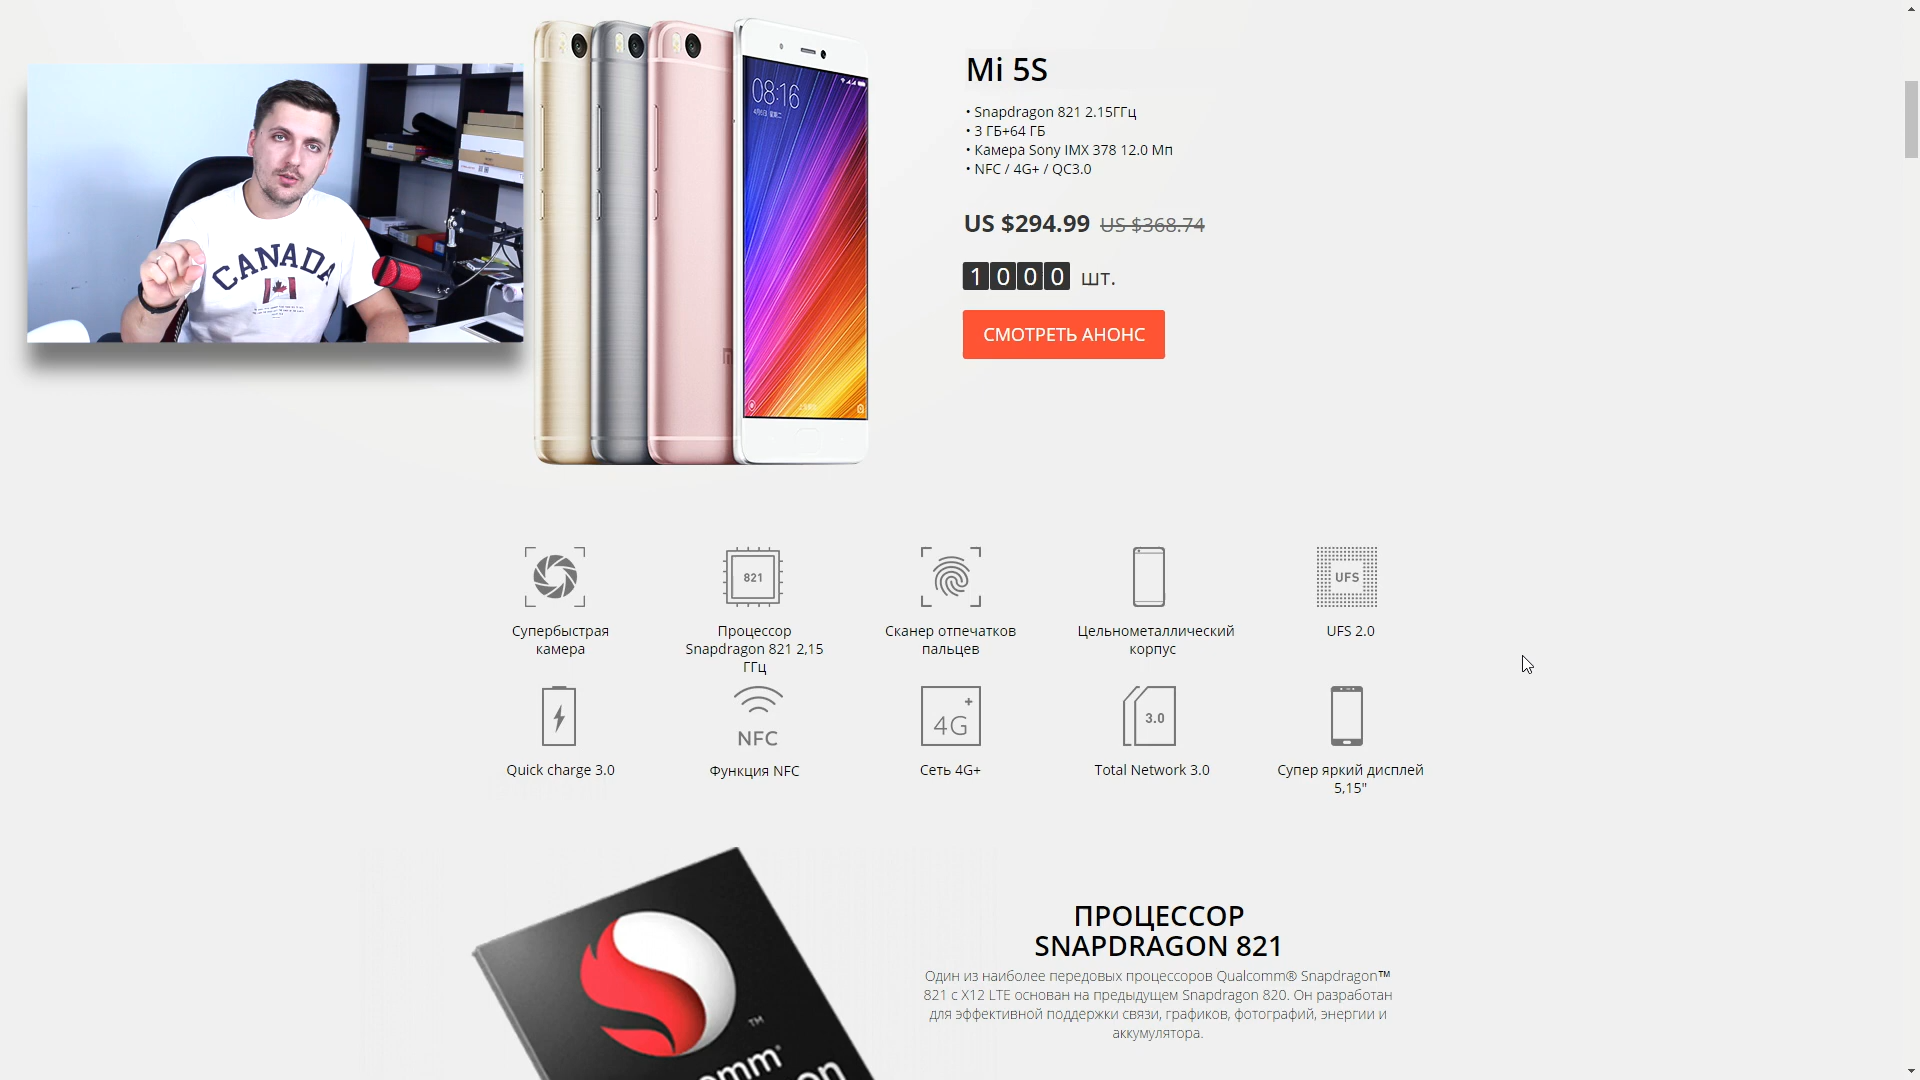 CANADA
08:16
Mi 5S
• Snapdragon 821 2.15ГГц
• 3 ГБ+64 ГБ
• Камера Sony IMX 378 12.0 Мп
• NFC / 4G+ / QC3.0
US $294.99 US $368.74
1000 шт.
СМОТРЕТЬ АНОНС
821
UFS
Супербыстрая
камера
Процессор
Snapdragon 821 2,15
ГГц
Сканер отпечатков
пальцев
Цельнометаллический
корпус
UFS 2.0
NFC
4G+
3.0
Quick charge 3.0
Функция NFC
Сеть 4G+
Total Network 3.0
Супер яркий дисплей
5,15"
ПРОЦЕССОР
SNAPDRAGON 821
Один из наиболее передовых процессоров Qualcomm® Snapdragon™
821 с X12 LTE основан на предыдущем Snapdragon 820. Он разработан
для эффективной поддержки связи, графиков, фотографий, энергии и
аккумулятора.
TM